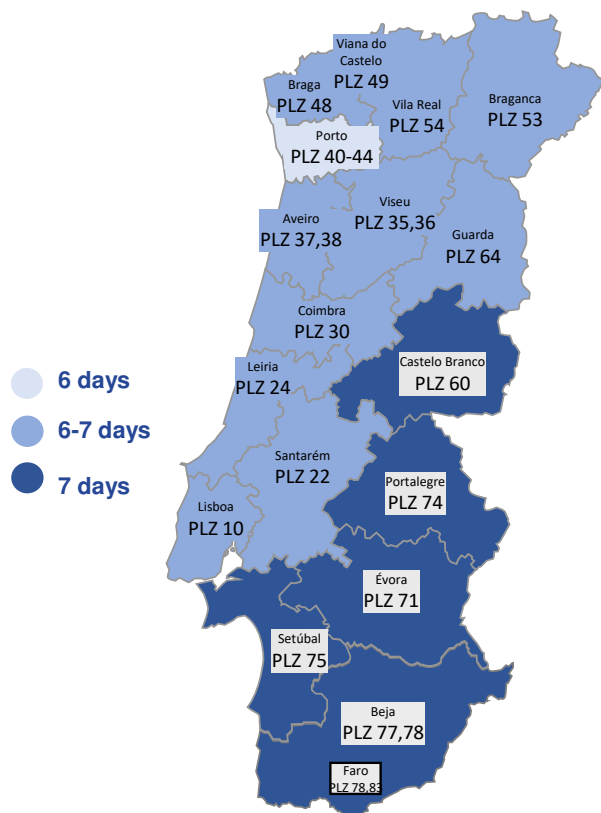 Viana do
Castelo
PLZ 49
Braga
PLZ 48
Vila Real
PLZ 54
Braganca
PLZ 53
Porto
PLZ 40-44
Viseu
PLZ 35,36
Aveiro
PLZ 37,38
Guarda
PLZ 64
Coimbra
PLZ 30
Castelo Branco
PLZ 60
Leiria
PLZ 24
6 days
6-7 days
7 days
Santarém
PLZ 22
Portalegre
PLZ 74
Lisboa
PLZ 10
Évora
PLZ 71
Setúbal
PLZ 75
Beja
PLZ 77,78
Faro
PLZ 78,83